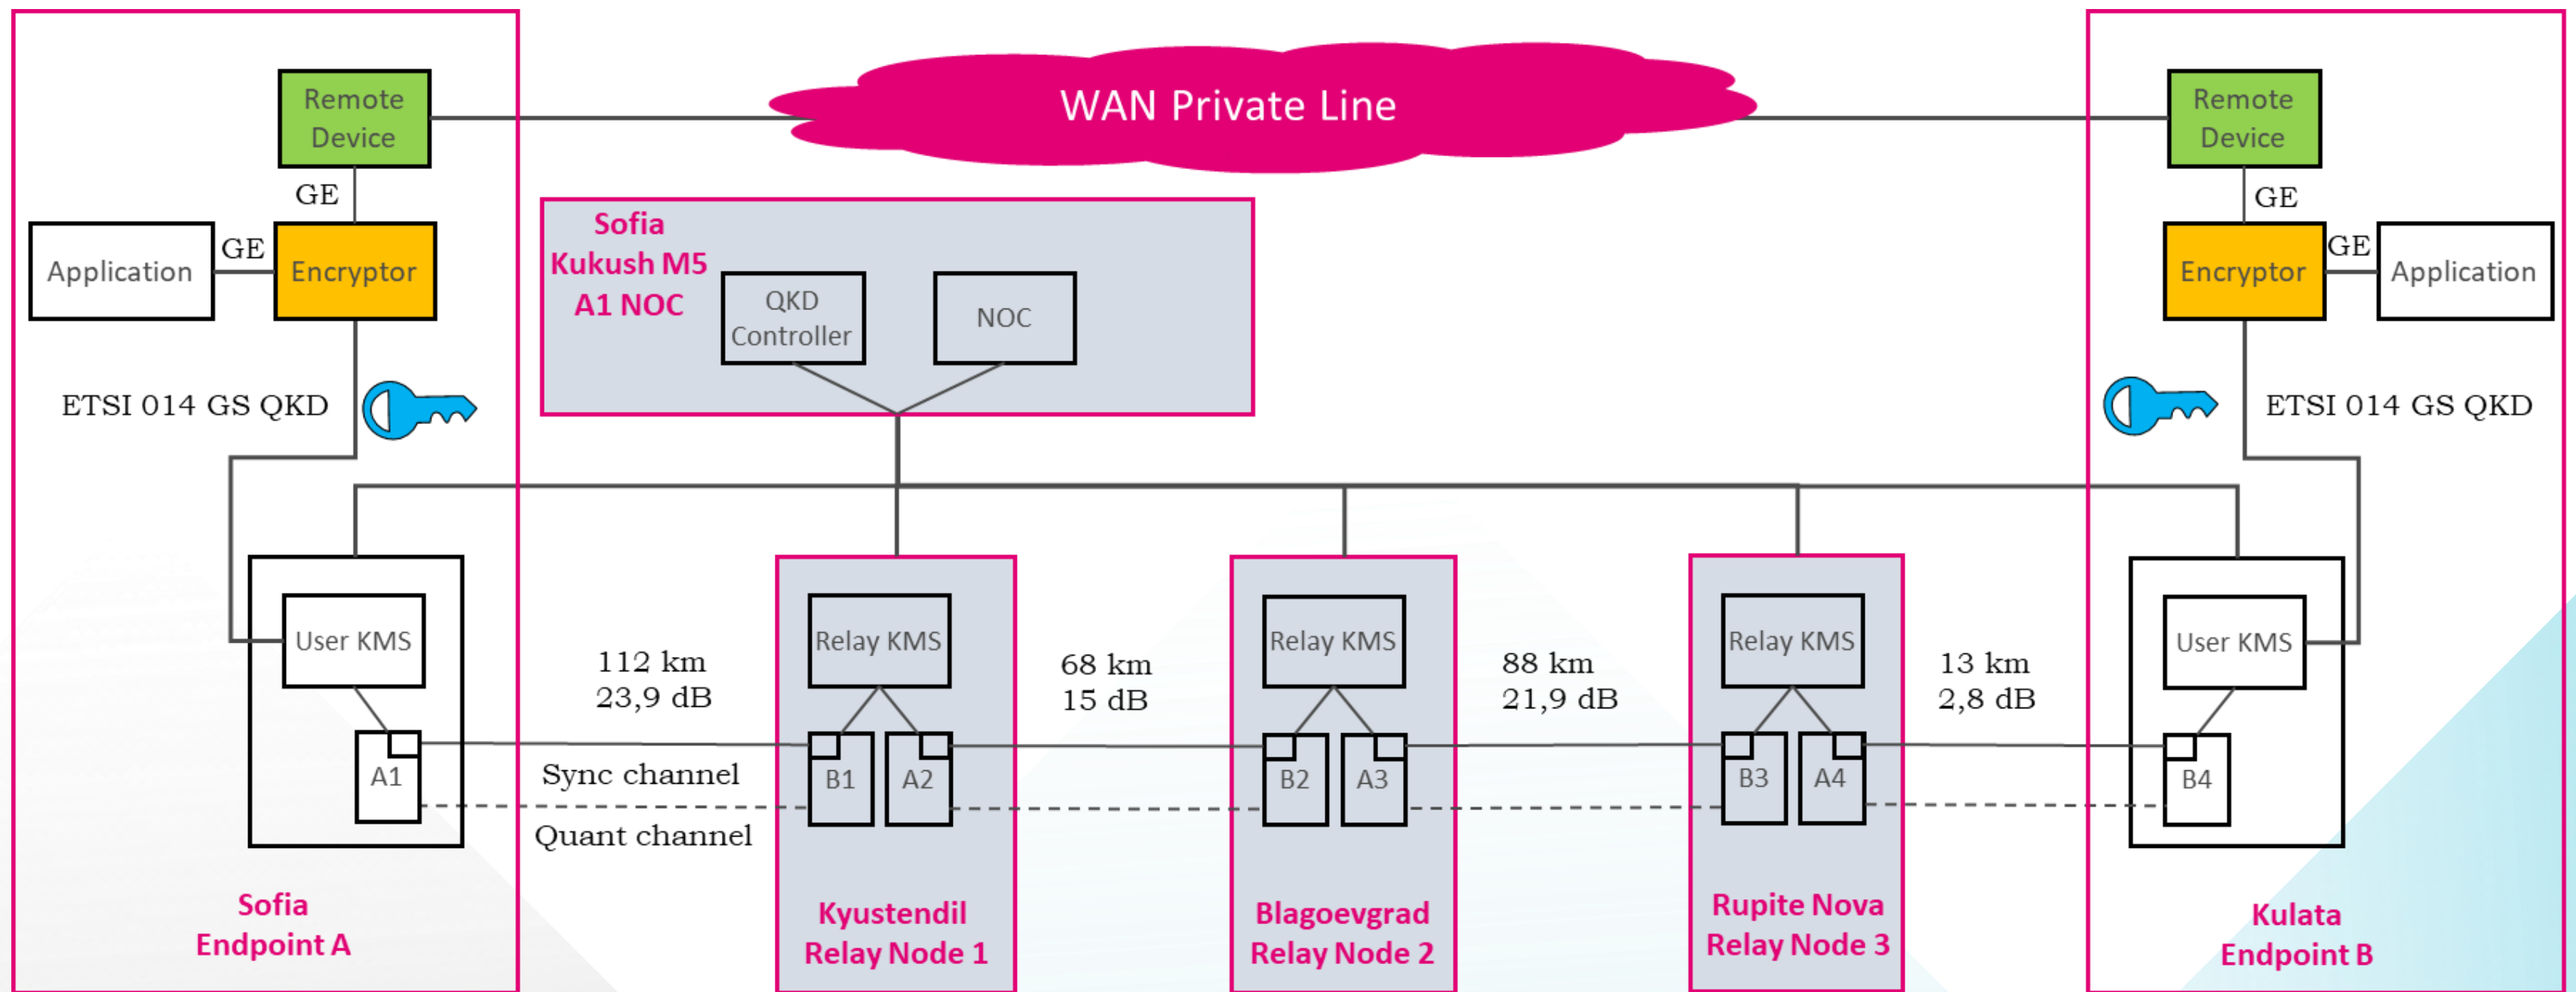 WAN Private Line
Remote
Device
GE
Application
GE
Encryptor
ETSI 014 GS QKD
Sofia
Kukush M5
A1 NOC
QKD
Controller
NOC
Remote
Device
GE
Encryptor
GE
Application
ETSI 014 GS QKD
User KMS
A1
Sofia
Endpoint A
112 km
23,9 dB
Sync channel
Quant channel
Relay KMS
B1
A2
Kyustendil
Relay Node 1
68 km
15 dB
Relay KMS
B2
A3
Blagoevgrad
Relay Node 2
88 km
21,9 dB
Relay KMS
B3
A4
Rupite Nova
Relay Node 3
13 km
2,8 dB
User KMS
B4
Kulata
Endpoint B